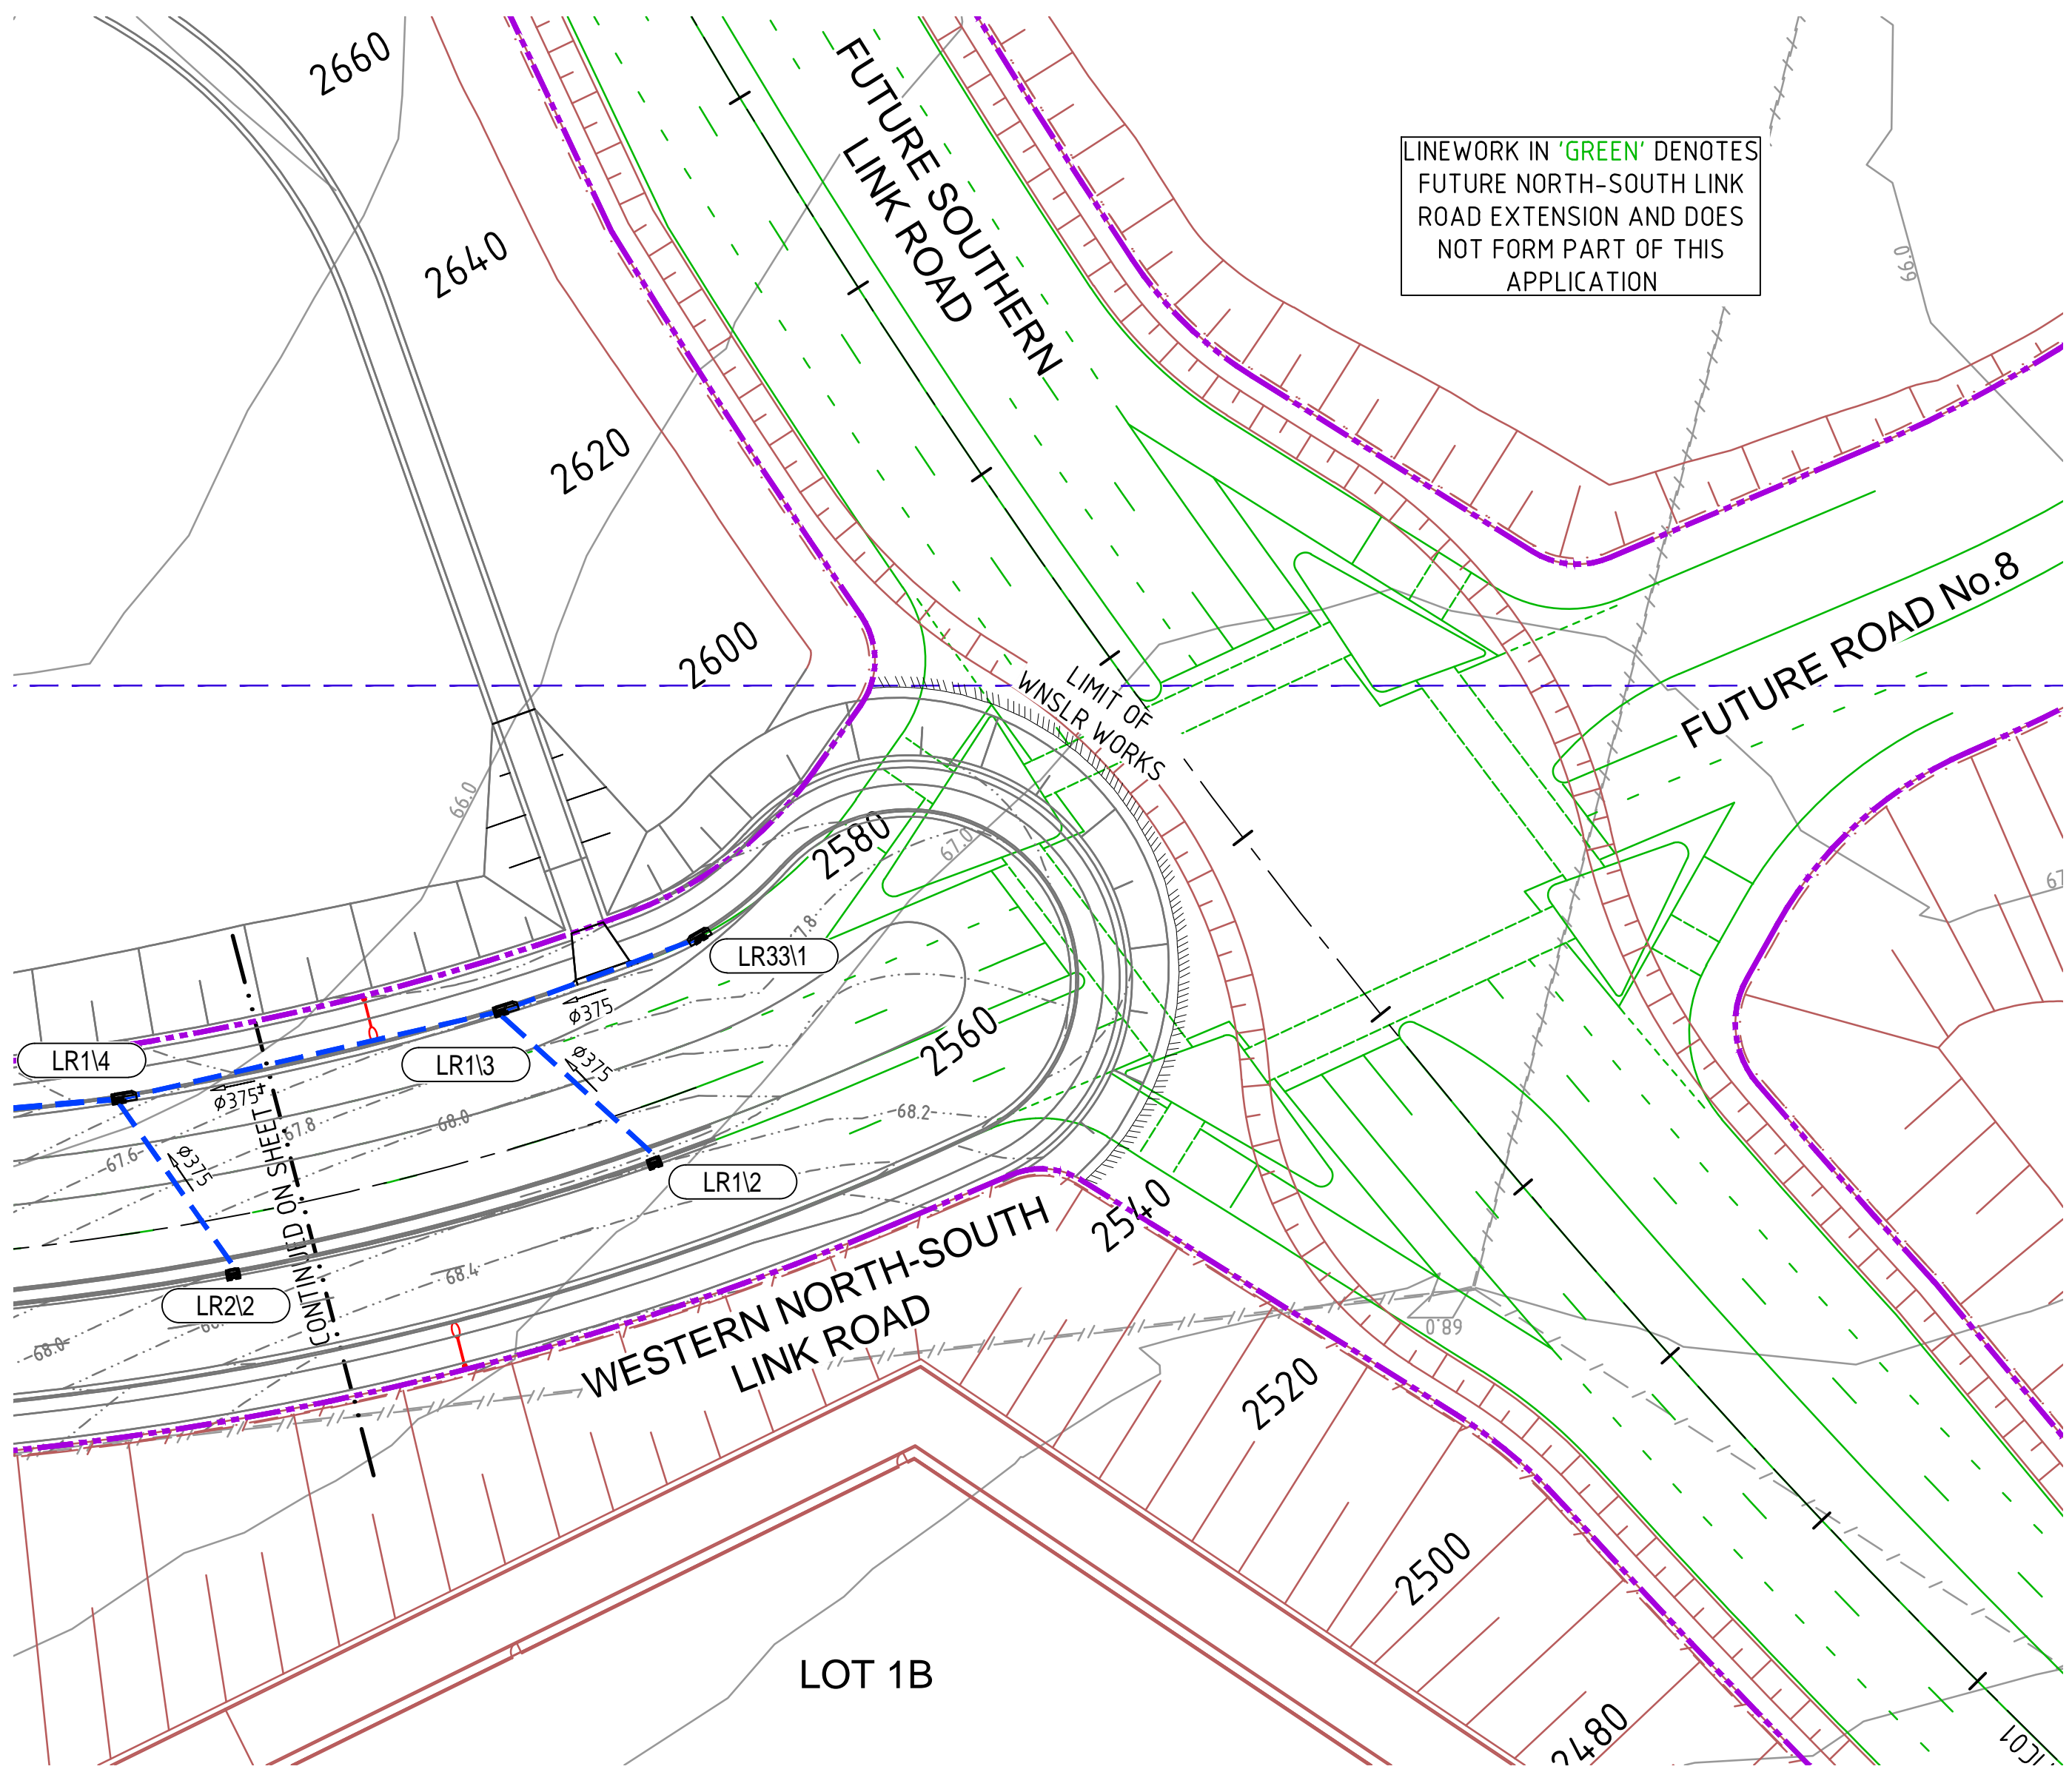 2660
FUTURE SOUTHERN
LINK ROAD
LINEWORK IN 'GREEN' DENOTES
FUTURE NORTH-SOUTH LINK
ROAD EXTENSION AND DOES
NOT FORM PART OF THIS
APPLICATION
2640
66.0
2620
2600
FUTURE ROAD No.8
LIMIT OF
WNSLR WORKS
66.0
2580
67.0
67
LR33\1
LR1\4
LR1\3
Ø375
Ø375
Ø375
2560
67.8
68.0
68.2
67.6
Ø375
LR1\2
CONTINUED ON SHEET
LR2\2
68.4
68.0
2540
WESTERN NORTH-SOUTH
LINK ROAD
68.0
2520
2500
LOT 1B
2480